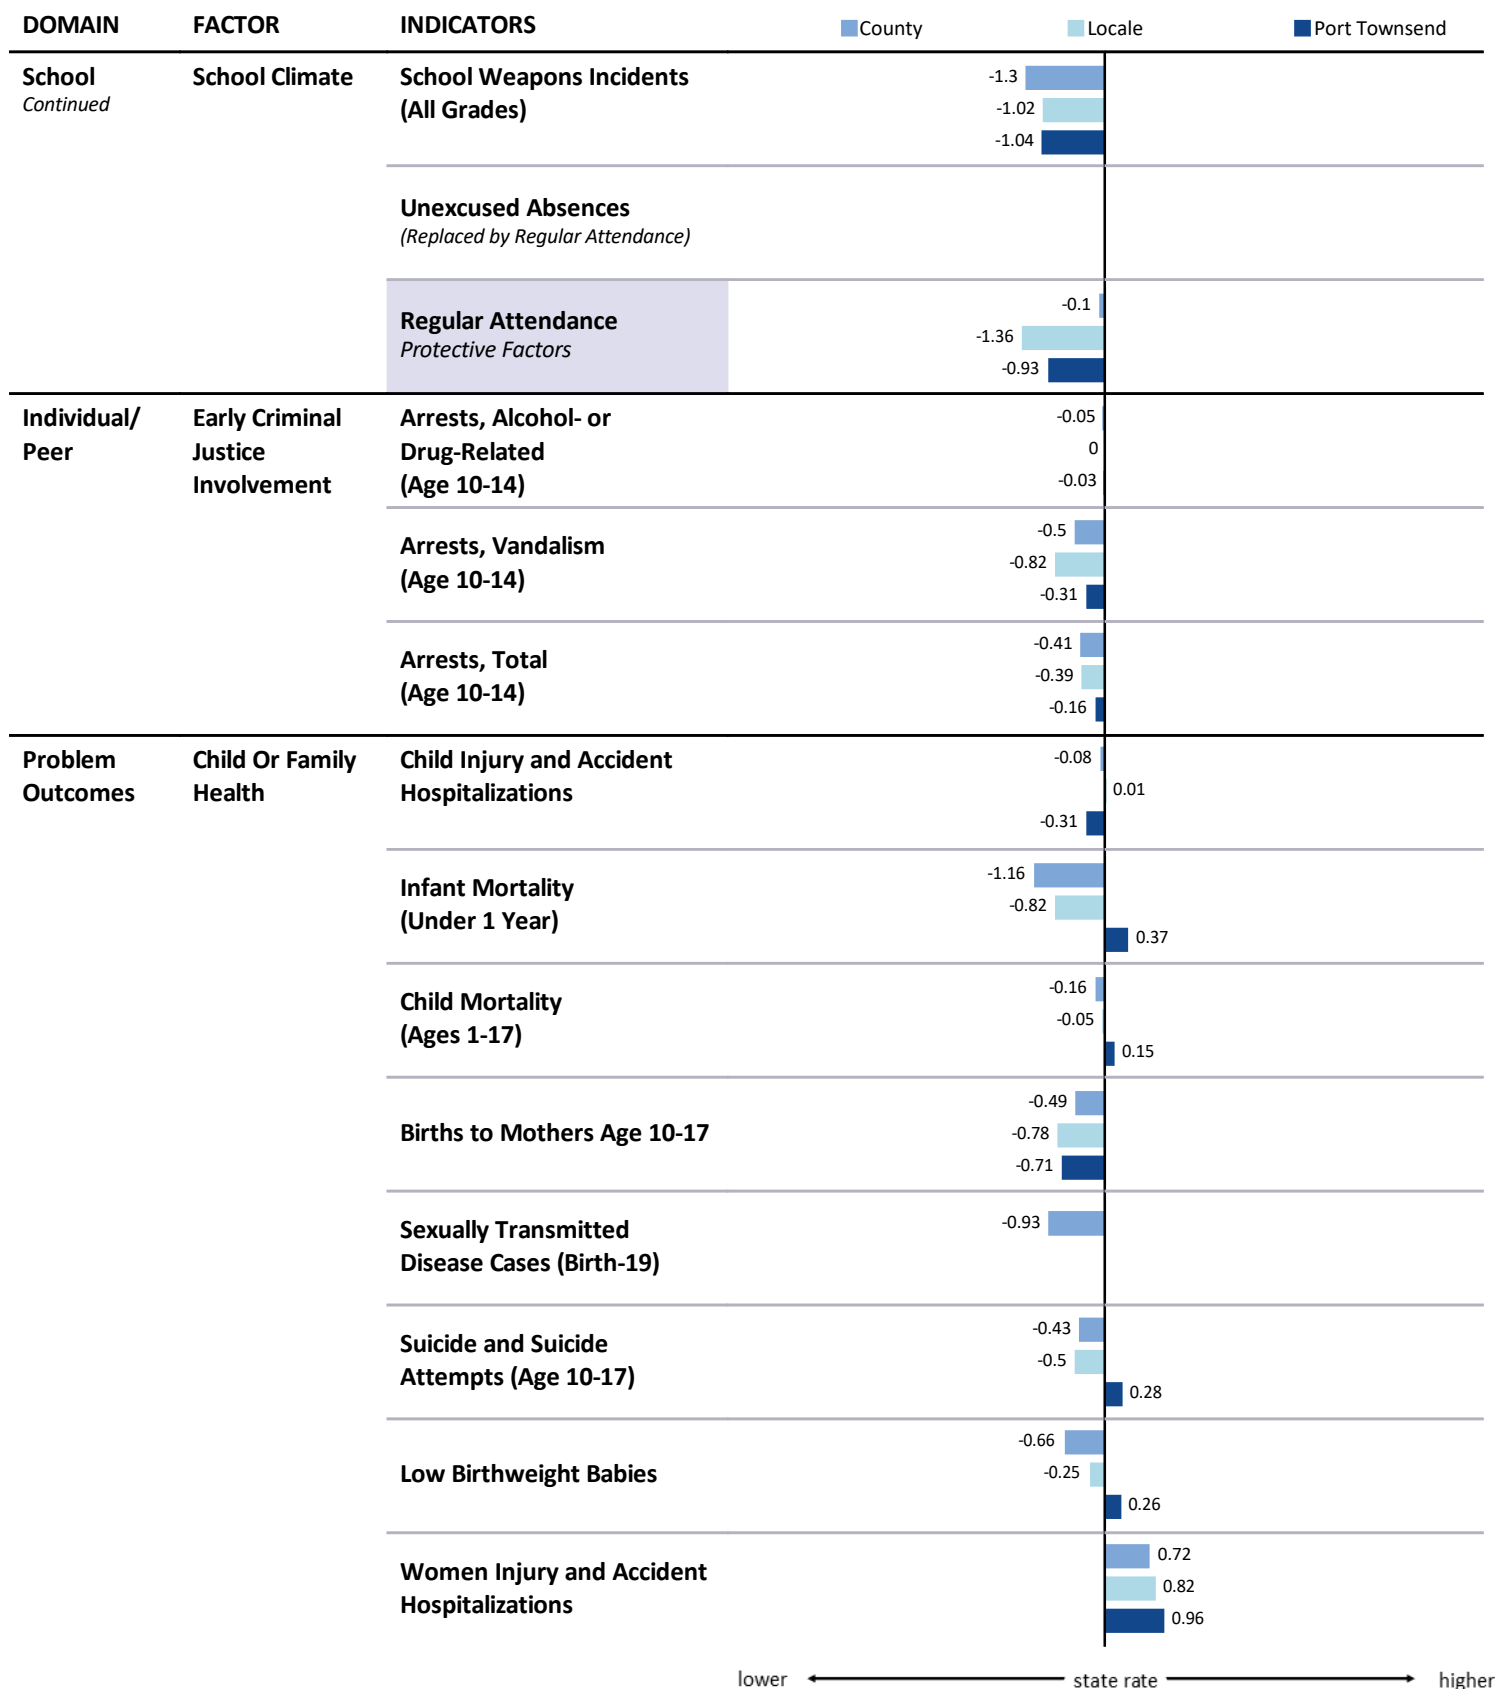 DOMAIN FACTOR INDICATORS County Locale Port Townsend
School School Climate School Weapons Incidents
Continued (All Grades)
-1.3
-1.02
-1.04
Unexcused Absences
(Replaced by Regular Attendance)
Regular Attendance
Protective Factors
-0.1
-1.36
-0.93
Individual/ Early Criminal Arrests, Alcohol- or
Peer Justice Drug-Related
Involvement (Age 10-14)
-0.05
0
-0.03
Arrests, Vandalism
(Age 10-14)
-0.5
-0.82
-0.31
Arrests, Total
(Age 10-14)
-0.41
-0.39
-0.16
Problem Child Or Family Child Injury and Accident
Outcomes Health Hospitalizations
-0.08
0.01
-0.31
Infant Mortality
(Under 1 Year)
-1.16
-0.82
0.37
Child Mortality
(Ages 1-17)
-0.16
-0.05
0.15
Births to Mothers Age 10-17
-0.49
-0.78
-0.71
Sexually Transmitted
Disease Cases (Birth-19)
-0.93
Suicide and Suicide
Attempts (Age 10-17)
-0.43
-0.5
0.28
Low Birthweight Babies
-0.66
-0.25
0.26
Women Injury and Accident
Hospitalizations
0.72
0.82
0.96
lower state rate higher